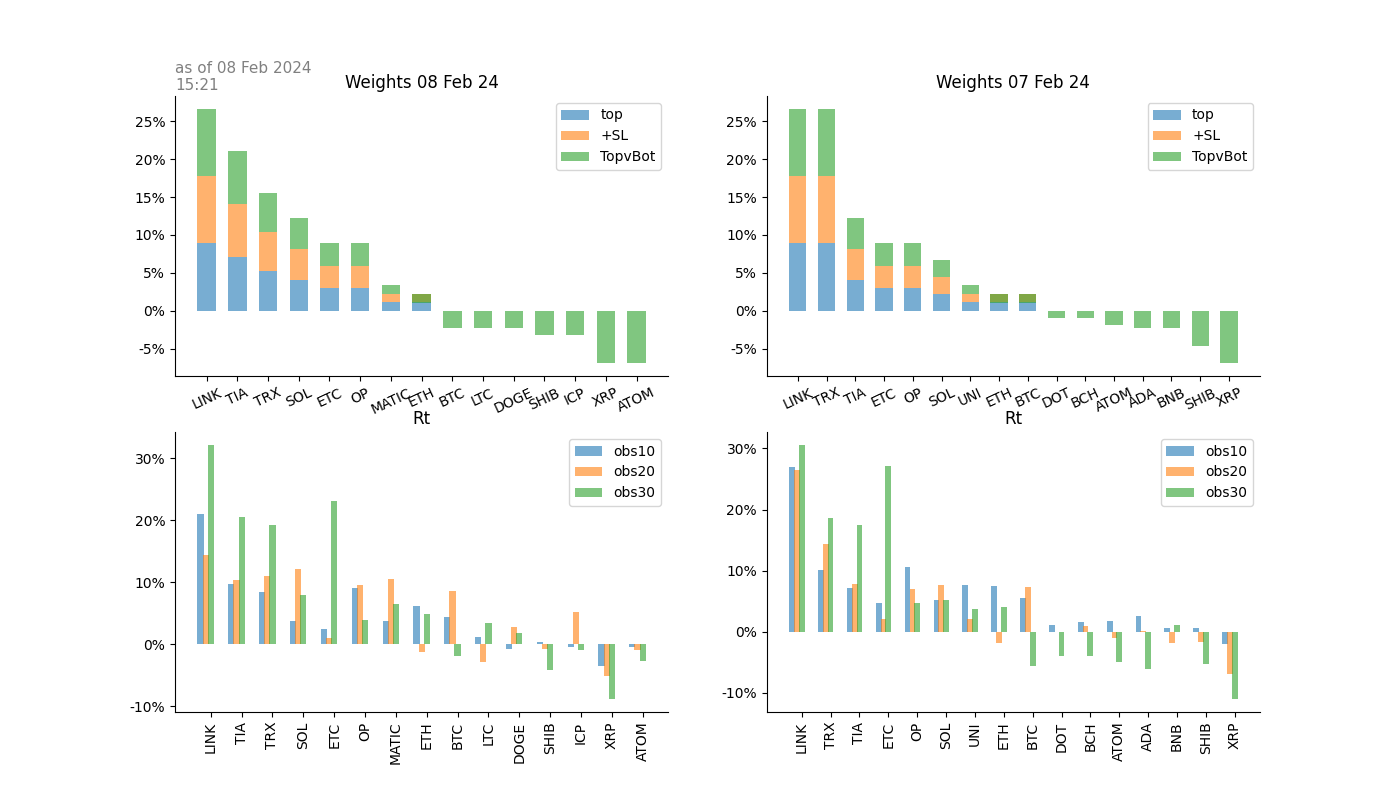 as of 08 Feb 2024
15:21
Weights 08 Feb 24
25%
20%
15%
10%
5%
0%
-5%
top
+SL
TopvBot
LINK TIA TRX SOL ETC OP MATIC ETH BTC LTC DOGE SHIB ICP XRP ATOM
Weights 07 Feb 24
25%
20%
15%
10%
5%
0%
-5%
top
+SL
TopvBot
LINK TRX TIA ETC OP SOL UNI ETH BTC DOT BCH ATOM ADA BNB SHIB XRP
Rt
30%
20%
10%
0%
-10%
obs10
obs20
obs30
LINK TIA TRX SOL ETC OP MATIC ETH BTC LTC DOGE SHIB ICP XRP ATOM
Rt
30%
20%
10%
0%
-10%
obs10
obs20
obs30
LINK TRX TIA ETC OP SOL UNI ETH BTC DOT BCH ATOM ADA BNB SHIB XRP